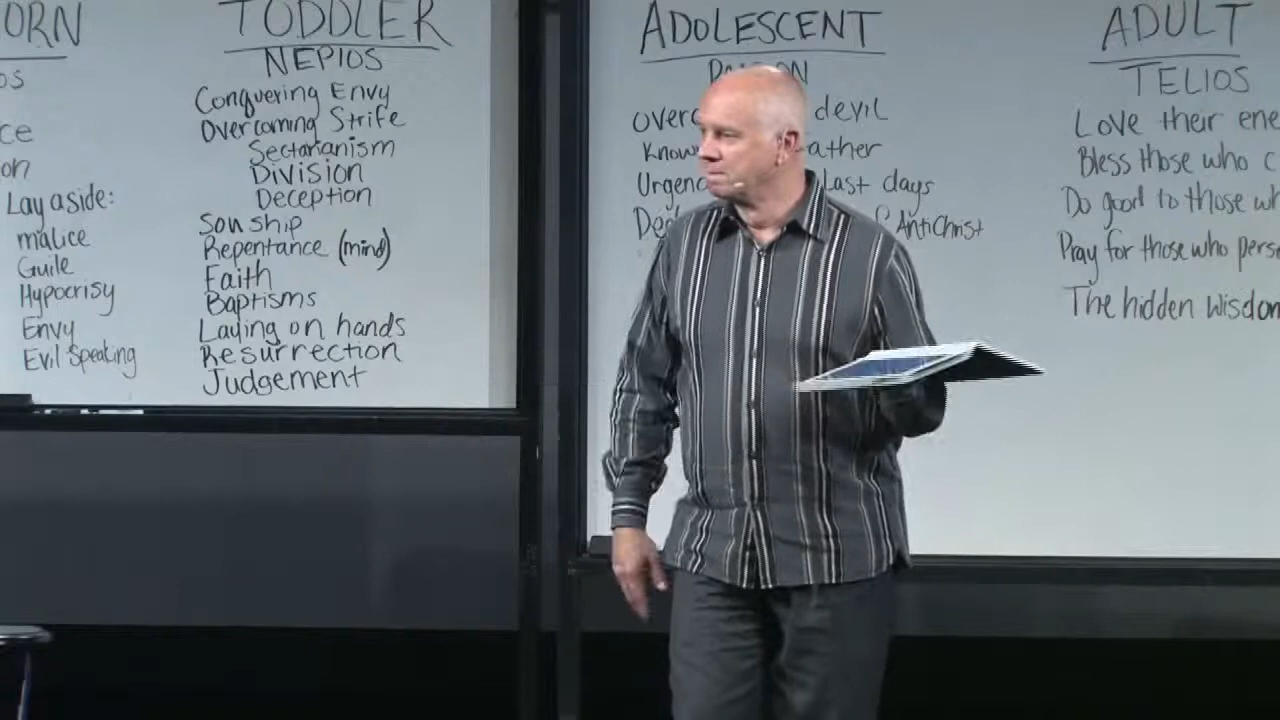 ORN
OS
ce
on
Lay aside:
malice
Guile
Hypocrisy
Envy
Evil Speaking
TODDLER
NEPIOS
Conquering Envy
Overcoming Strife
Sectarianism
Division
Deception
Sonship
Repentance (mind)
Faith
Baptisms
Laying on hands
Resurrection
Judgement
ADOLESCENT
devil
Know
ather
Urgenc
Last days
AntiChrist
ADULT
TELIOS
Love their ene
Bless those who c
Do good to those wh
Pray for those who perse
The hidden wisdom